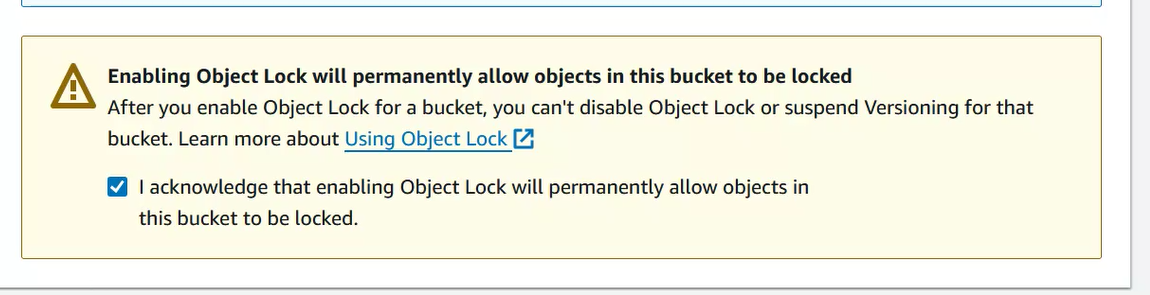 Enabling Object Lock will permanently allow objects in this bucket to be locked
After you enable Object Lock for a bucket, you can't disable Object Lock or suspend Versioning for that
bucket. Learn more about Using Object Lock
I acknowledge that enabling Object Lock will permanently allow objects in
this bucket to be locked.